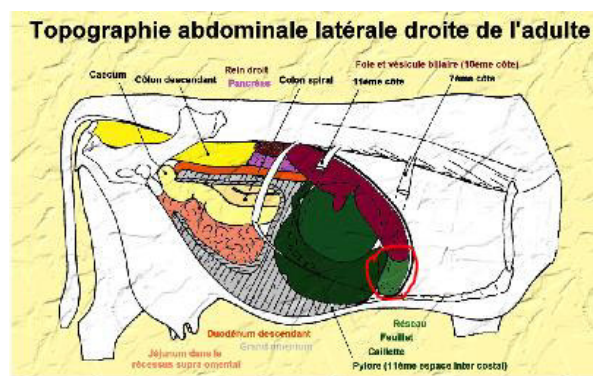 Topographie abdominale latérale droite de l'adulte
Rein droit
Foie et vésicule biliaire (10ème côte)
Caecum
Côlon descendant
Pancréas
Colon spiral
11ème côte
7ème côte
Réseau
Duodénum descendant
Feuillet
Grand omentum
Caillette
Jéjunum dans le
récessus supra omental
Pylore (11ème espace inter costal)